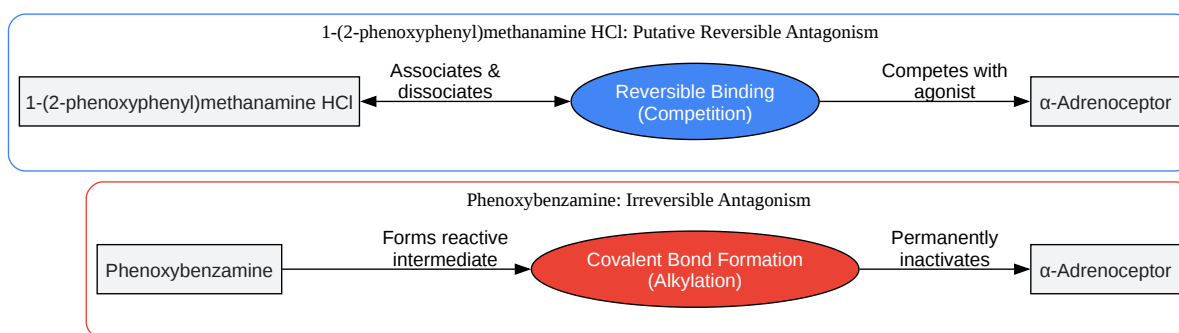 1-(2-phenoxyphenyl)methanamine HCl: Putative Reversible Antagonism
1-(2-phenoxyphenyl)methanamine HCl
Associates &
dissociates
Reversible Binding
(Competition)
Competes with
agonist
α-Adrenoceptor
Phenoxybenzamine: Irreversible Antagonism
Phenoxybenzamine
Forms reactive
intermediate
Covalent Bond Formation
(Alkylation)
Permanently
inactivates
α-Adrenoceptor